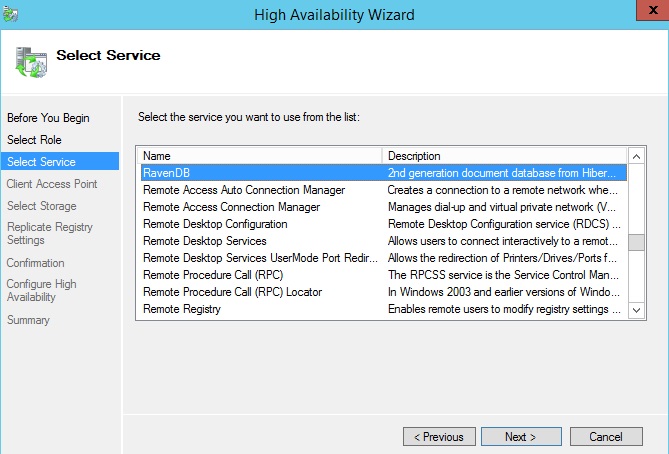 High Availability Wizard
x
Select Service
Before You Begin
Select Role
Select Service
Client Access Point
Select Storage
Replicate Registry
Settings
Confirmation
Configure High
Availability
Summary
Select the service you want to use from the list:
Name Description
RavenDB 2nd generation document database from Hiber...
Remote Access Auto Connection Manager Creates a connection to a remote network whe...
Remote Access Connection Manager Manages dial-up and virtual private network (V...
Remote Desktop Configuration Remote Desktop Configuration service (RDCS) ...
Remote Desktop Services Allows users to connect interactively to a remot...
Remote Desktop Services UserMode Port Redir... Allows the redirection of Printers/Drives/Ports f...
Remote Procedure Call (RPC) The RPCSS service is the Service Control Man...
Remote Procedure Call (RPC) Locator In Windows 2003 and earlier versions of Windo...
Remote Registry Enables remote users to modify registry settings ...
< Previous Next > Cancel